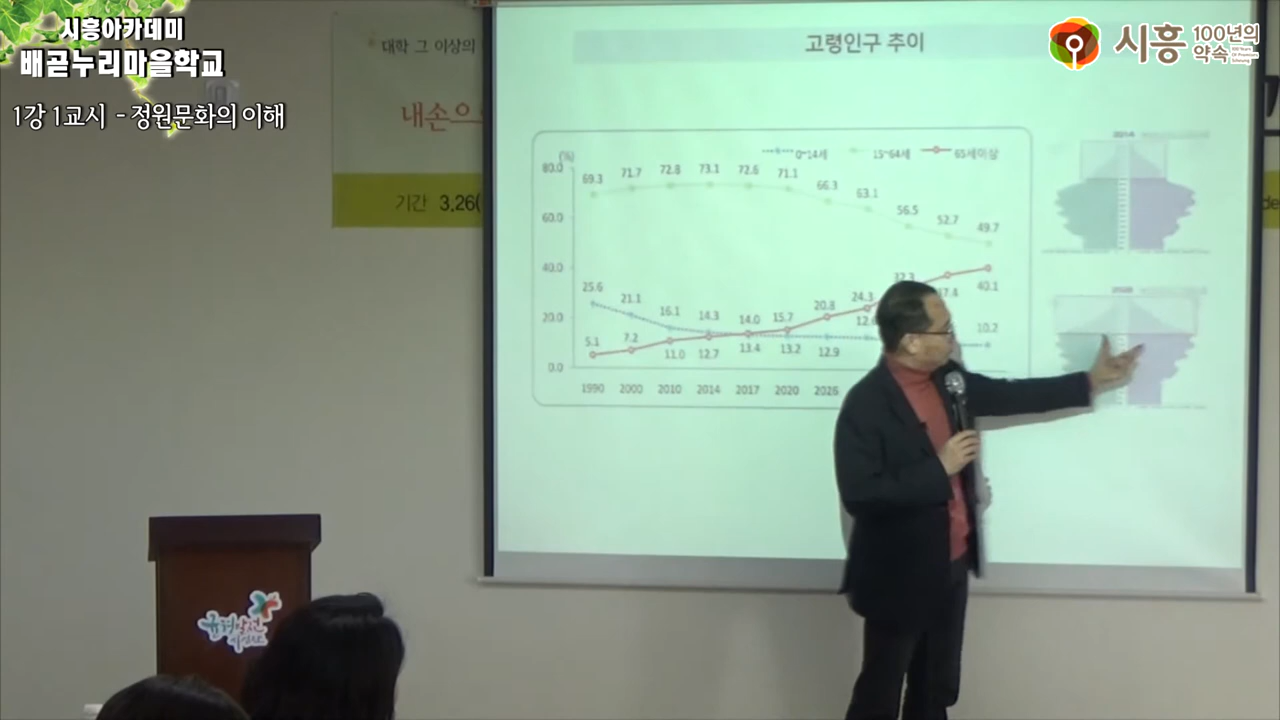 시흥아카데미
배곧누리마을학교
1강 1교시 - 정원문화의 이해
시흥 100년의 약속
대학 그 이상의
내손으
기간 3.26(
고령인구 추이
(%)
0~14세 15~64세 65세이상
80.0
60.0
40.0
20.0
0.0
69.3 71.7 72.8 73.1 72.6 71.1 66.3 63.1 56.5 52.7 49.7
25.6 21.1 16.1 14.3 14.0 15.7 20.8 24.3 32.3
5.1 7.2 11.0 12.7 13.4 13.2 12.9 40.1
10.2
1990 2000 2010 2014 2017 2020 2026